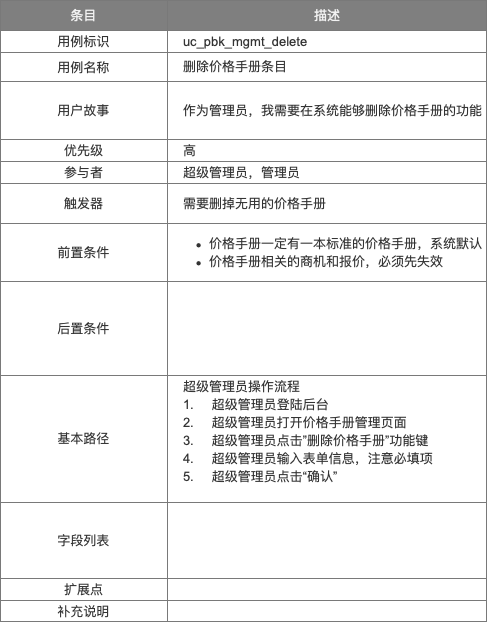 条目 描述
用例标识 uc_pbk_mgmt_delete
用例名称 删除价格手册条目
用户故事 作为管理员，我需要在系统能够删除价格手册的功能
优先级 高
参与者 超级管理员，管理员
触发器 需要删掉无用的价格手册
前置条件
• 价格手册一定有一本标准的价格手册，系统默认
• 价格手册相关的商机和报价，必须先失效
后置条件
基本路径
超级管理员操作流程
1. 超级管理员登陆后台
2. 超级管理员打开价格手册管理页面
3. 超级管理员点击”删除价格手册”功能键
4. 超级管理员输入表单信息，注意必填项
5. 超级管理员点击“确认”
字段列表
扩展点
补充说明